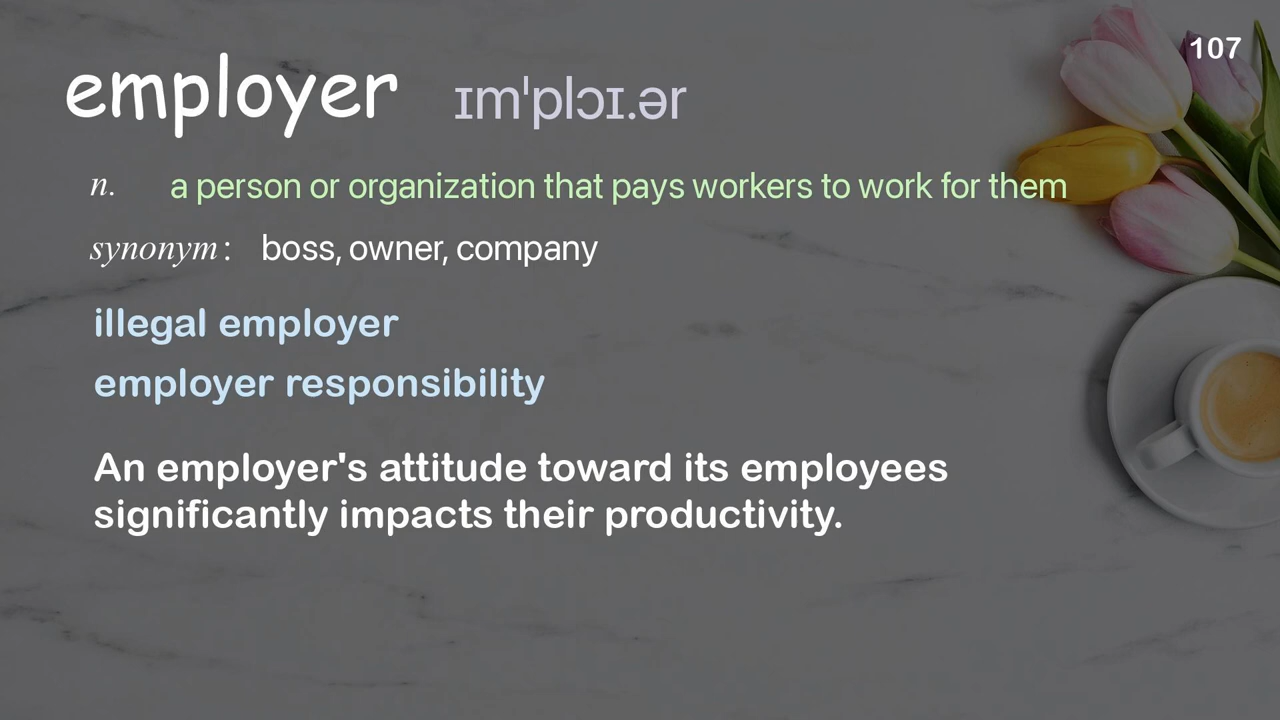 107
employer ɪmˈplɔɪ.ər
n. a person or organization that pays workers to work for them
synonym: boss, owner, company
illegal employer
employer responsibility
An employer's attitude toward its employees
significantly impacts their productivity.